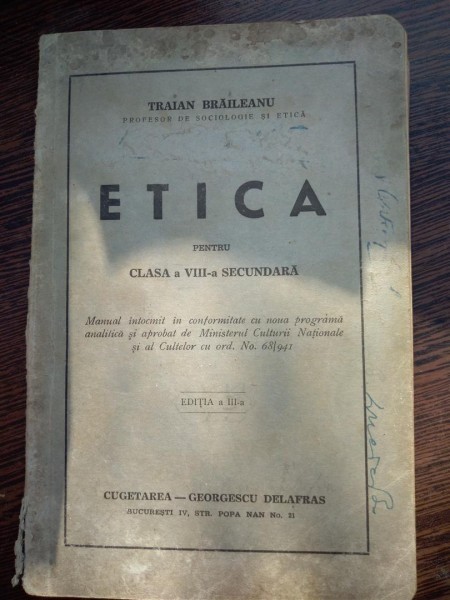 TRAIAN BRĂILEANU
PROFESOR DE SOCIOLOGIE ȘI ETICĂ
ETICA
PENTRU
CLASA a VIII-a SECUNDARĂ
Manual întocmit în conformitate cu noua programă
analitică și aprobat de Ministerul Culturii Naționale
și al Cultelor cu ord. No. 68/941
EDIȚIA a III-a
CUGETAREA — GEORGESCU DELAFRAS
BUCUREȘTI IV, STR. POPA NAN No. 21